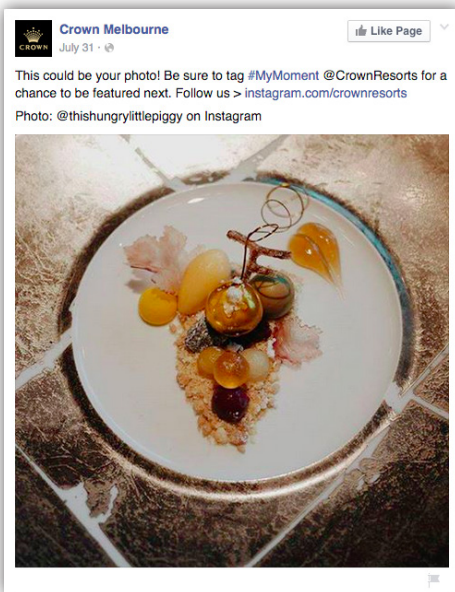 CROWN
Crown Melbourne
July 31 ·
Like Page
This could be your photo! Be sure to tag #MyMoment @CrownResorts for a
chance to be featured next. Follow us > instagram.com/crownresorts
Photo: @thishungrylittlepiggy on Instagram